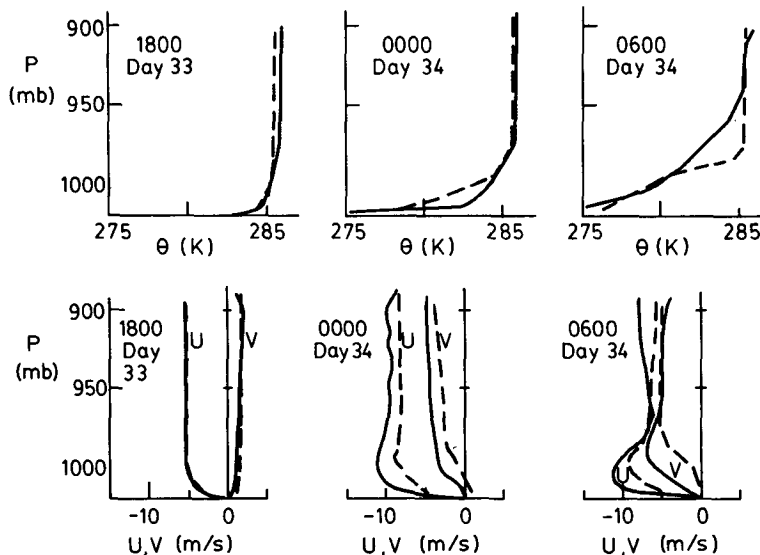 900
P
(mb)
950
1000
1800
Day 33
0000
Day 34
0600
Day 34
275 285
275 285
275 285
θ (K)
θ (K)
θ (K)
900
P
(mb)
950
1000
1800
Day
33
U V
0000
Day 34
U V
0600
Day 34
U V
-10 0
-10 0
-10 0
U,V (m/s)
U,V (m/s)
U,V (m/s)